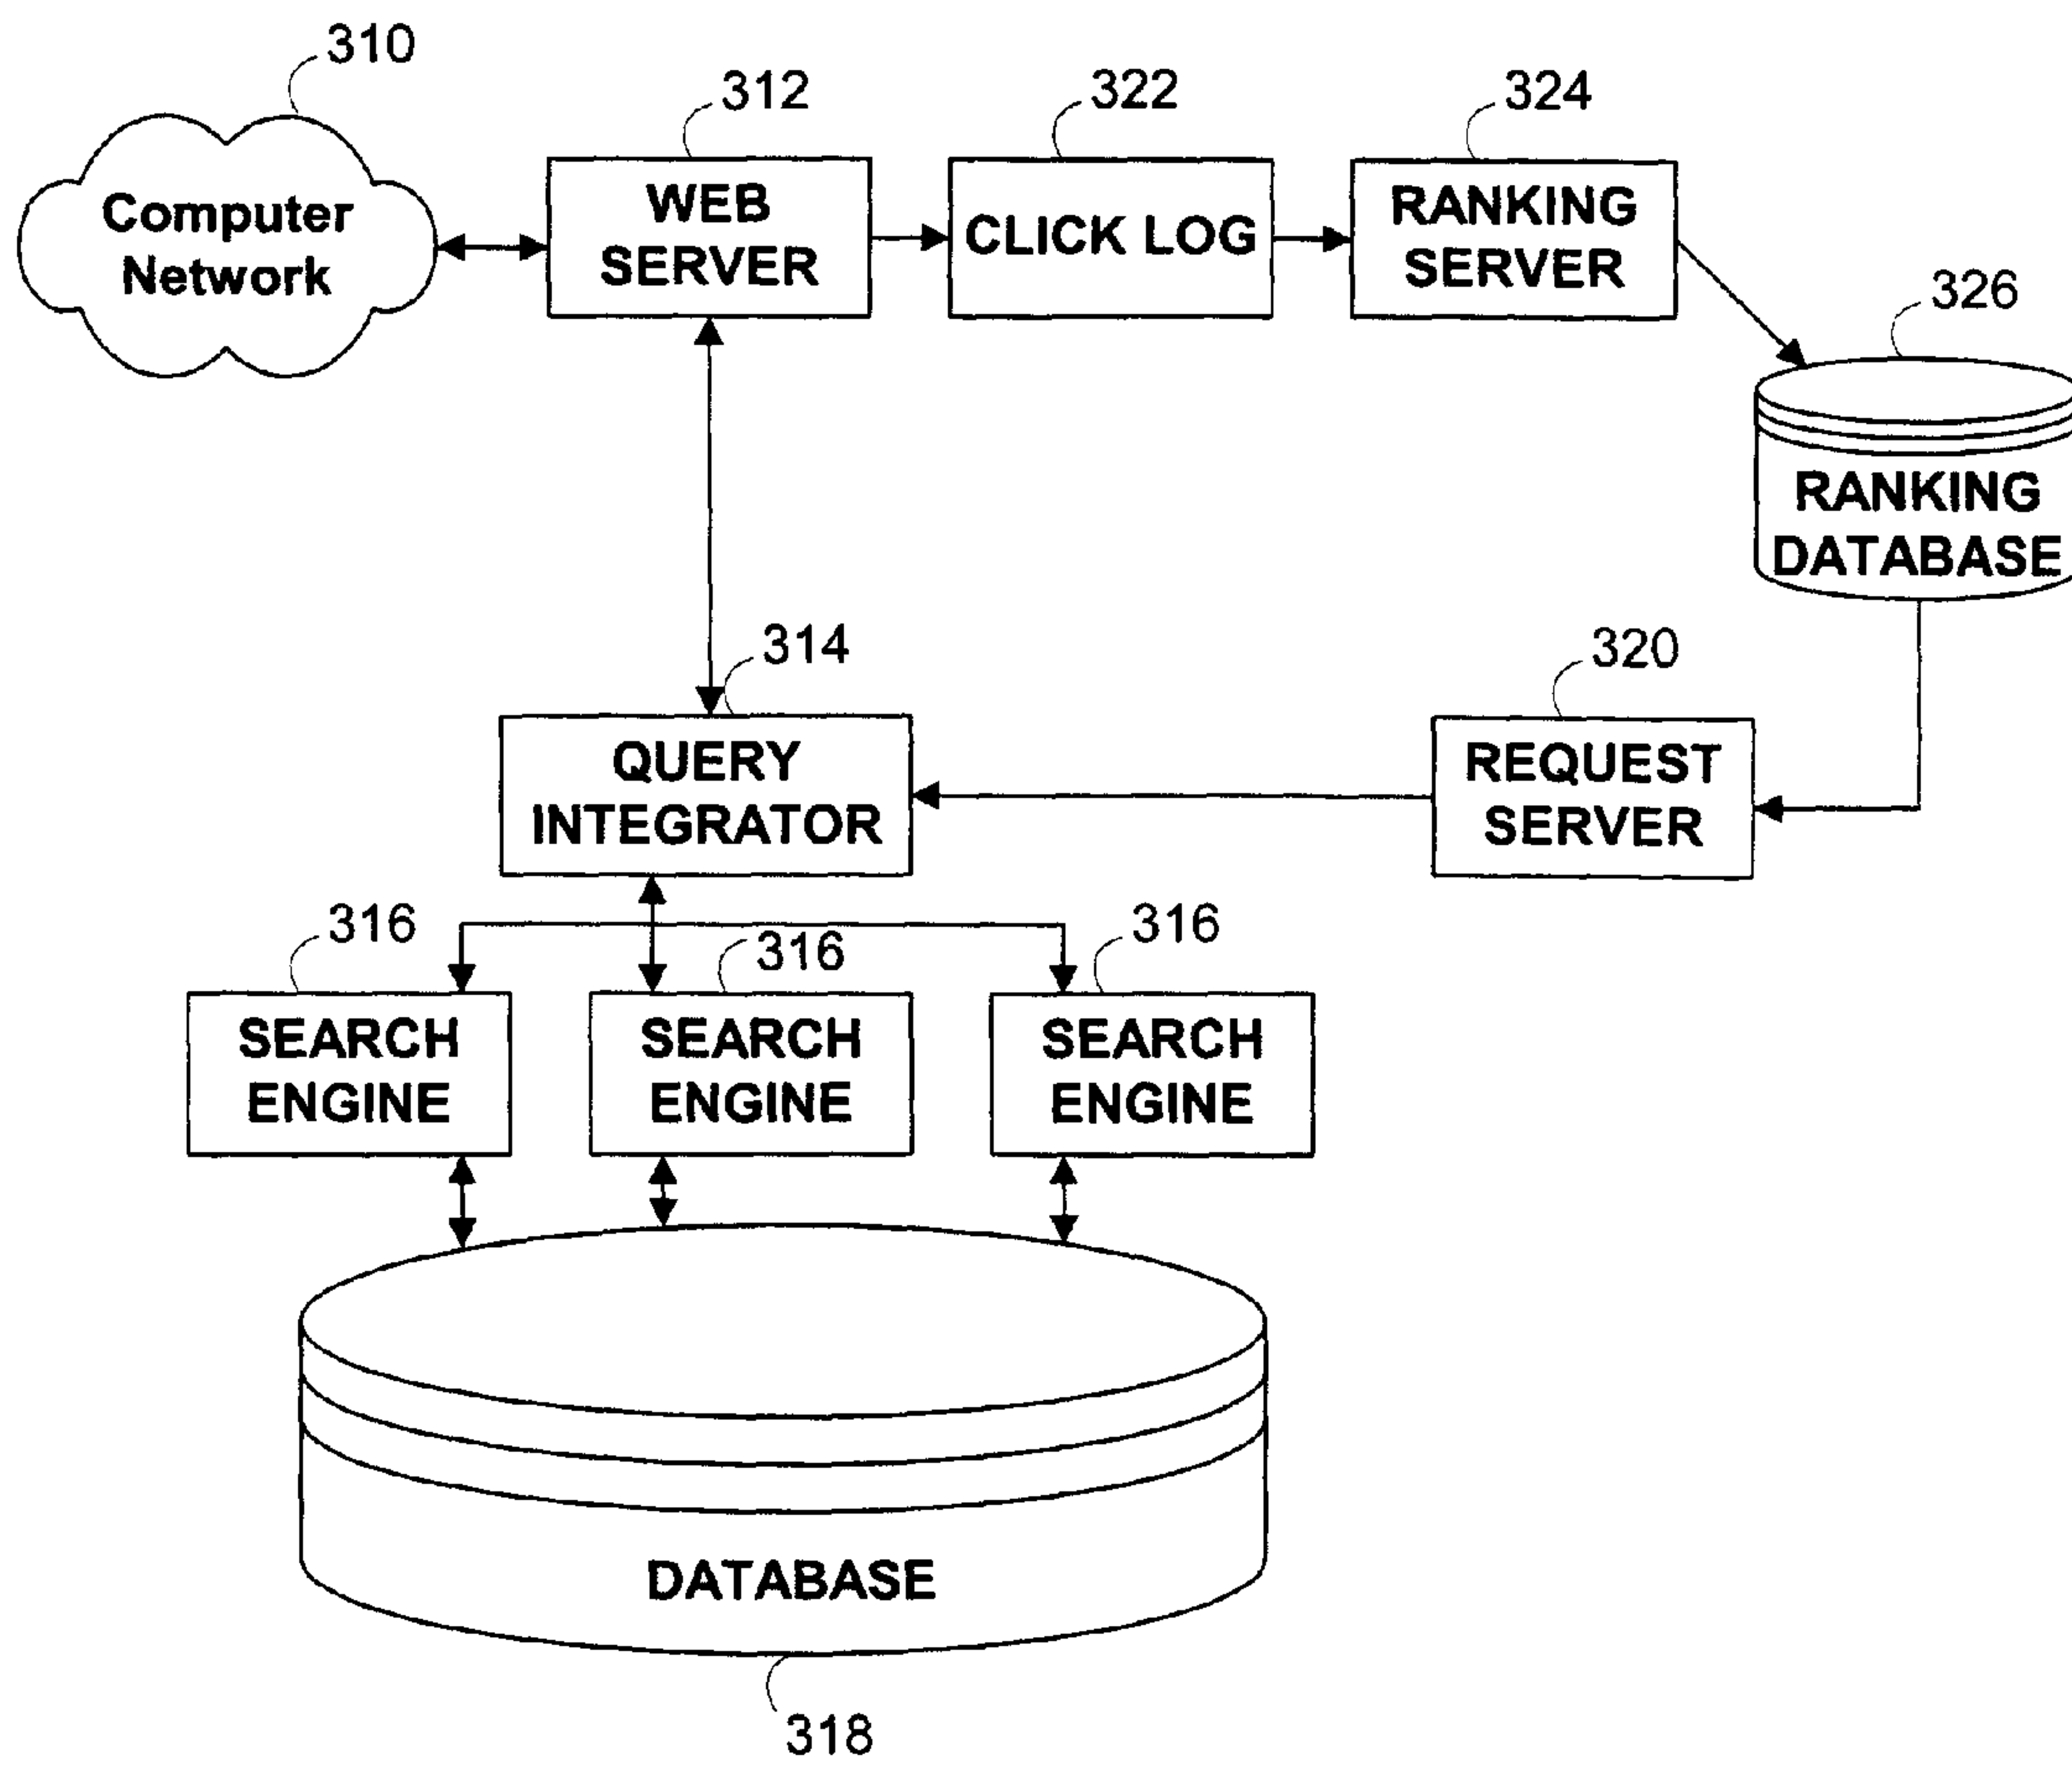 310
312
322
324
Computer
Network
WEB
SERVER
CLICK LOG
RANKING
SERVER
326
RANKING
DATABASE
314
320
QUERY
INTEGRATOR
REQUEST
SERVER
316
316
316
SEARCH
ENGINE
SEARCH
ENGINE
SEARCH
ENGINE
DATABASE
318